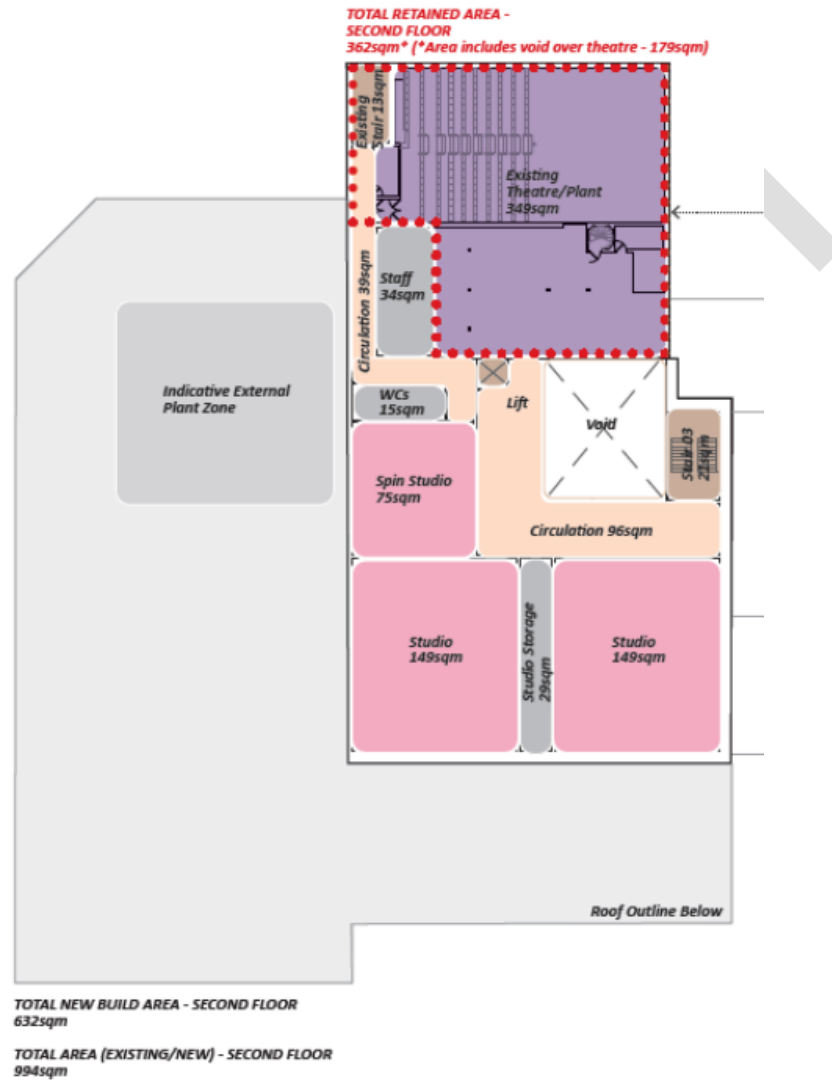 TOTAL RETAINED AREA -
SECOND FLOOR
362sqm* (*Area includes void over theatre - 179sqm)
Existing
Stair 13sqm
Existing
Theatre/Plant
349sqm
Circulation 39sqm
Staff
34sqm
Indicative External
Plant Zone
WCs
15sqm
Lift
Void
Stair 03
21sqm
Spin Studio
75sqm
Circulation 96sqm
Studio
149sqm
Studio Storage
29sqm
Studio
149sqm
Roof Outline Below
TOTAL NEW BUILD AREA - SECOND FLOOR
632sqm
TOTAL AREA (EXISTING/NEW) - SECOND FLOOR
994sqm